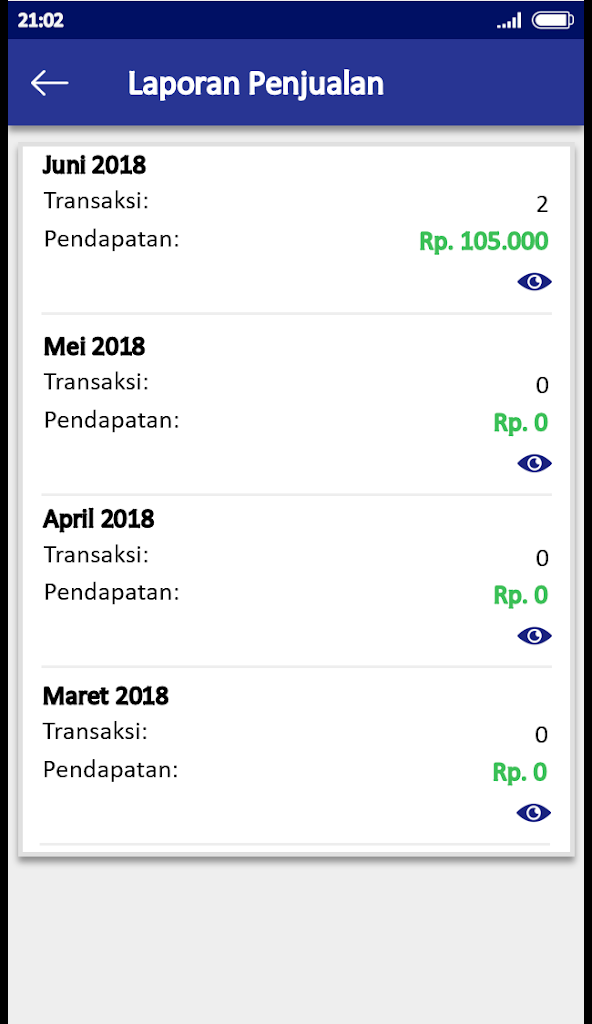 21:02
Laporan Penjualan
Juni 2018
Transaksi: 2
Pendapatan: Rp. 105.000
Mei 2018
Transaksi: 0
Pendapatan: Rp. 0
April 2018
Transaksi: 0
Pendapatan: Rp. 0
Maret 2018
Transaksi: 0
Pendapatan: Rp. 0